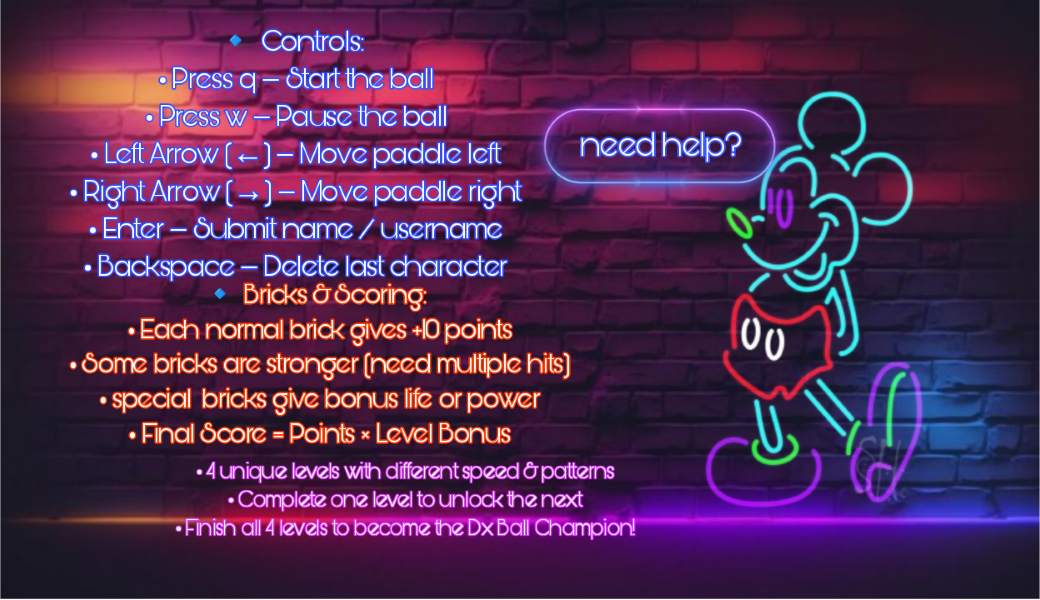 🔹 Controls:
• Press q – Start the ball
• Press w – Pause the ball
• Left Arrow (←) – Move paddle left
• Right Arrow (→) – Move paddle right
• Enter – Submit name / username
• Backspace – Delete last character
🔹 Bricks & Scoring:
• Each normal brick gives +10 points
• Some bricks are stronger (need multiple hits)
• special bricks give bonus life or power
• Final Score = Points × Level Bonus
• 4 unique levels with different speed & patterns
• Complete one level to unlock the next
• Finish all 4 levels to become the Dx Ball Champion!
need help?